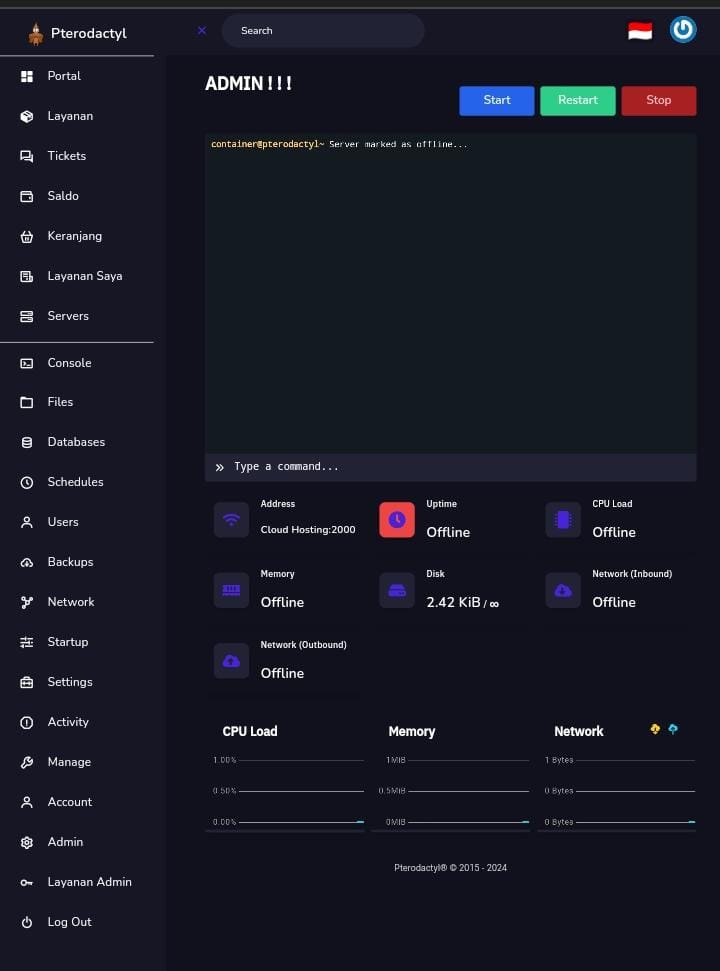 Pterodactyl
Search
Portal
Layanan
Tickets
Saldo
Keranjang
Layanan Saya
Servers
Console
Files
Databases
Schedules
Users
Backups
Network
Startup
Settings
Activity
Manage
Account
Admin
Layanan Admin
Log Out
ADMIN ! ! !
Start
Restart
Stop
container@pterodactyl~ Server marked as offline...
» Type a command...
Address
Cloud Hosting:2000
Uptime
Offline
CPU Load
Offline
Memory
Offline
Disk
2.42 KiB / ∞
Network (Inbound)
Offline
Network (Outbound)
Offline
CPU Load
1.00%
0.50%
0.00%
Memory
1MiB
0.5MiB
0MiB
Network
1 Bytes
0 Bytes
0 Bytes
Pterodactyl® © 2015 - 2024